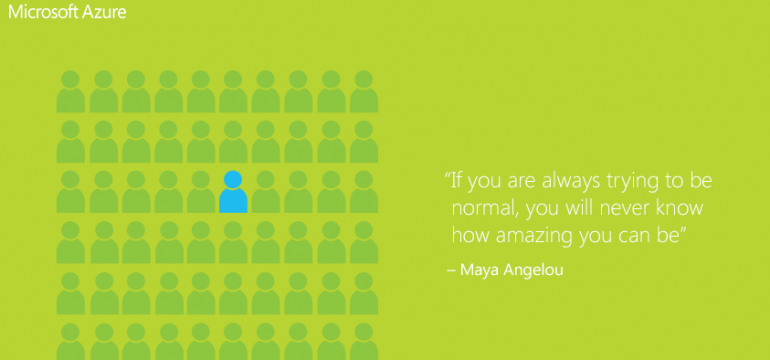 Microsoft Azure
“If you are always trying to be
normal, you will never know
how amazing you can be”
– Maya Angelou